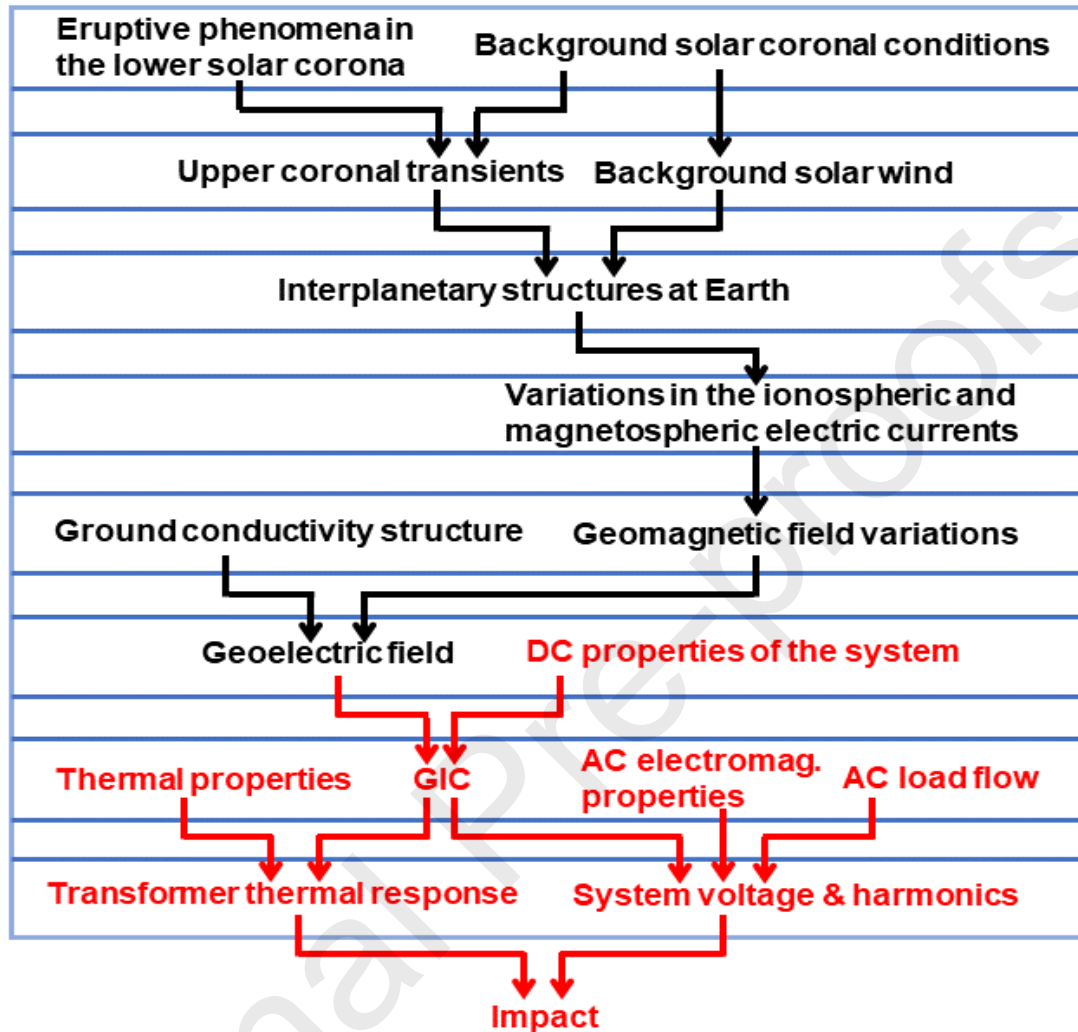 Eruptive phenomena in
the lower solar corona
Background solar coronal conditions
Upper coronal transients
Background solar wind
Interplanetary structures at Earth
Variations in the ionospheric and
magnetospheric electric currents
Ground conductivity structure
Geomagnetic field variations
Geoelectric field
DC properties of the system
Thermal properties
GIC
AC electromag.
properties
AC load flow
Transformer thermal response
System voltage & harmonics
Impact
nal Pre-proofs